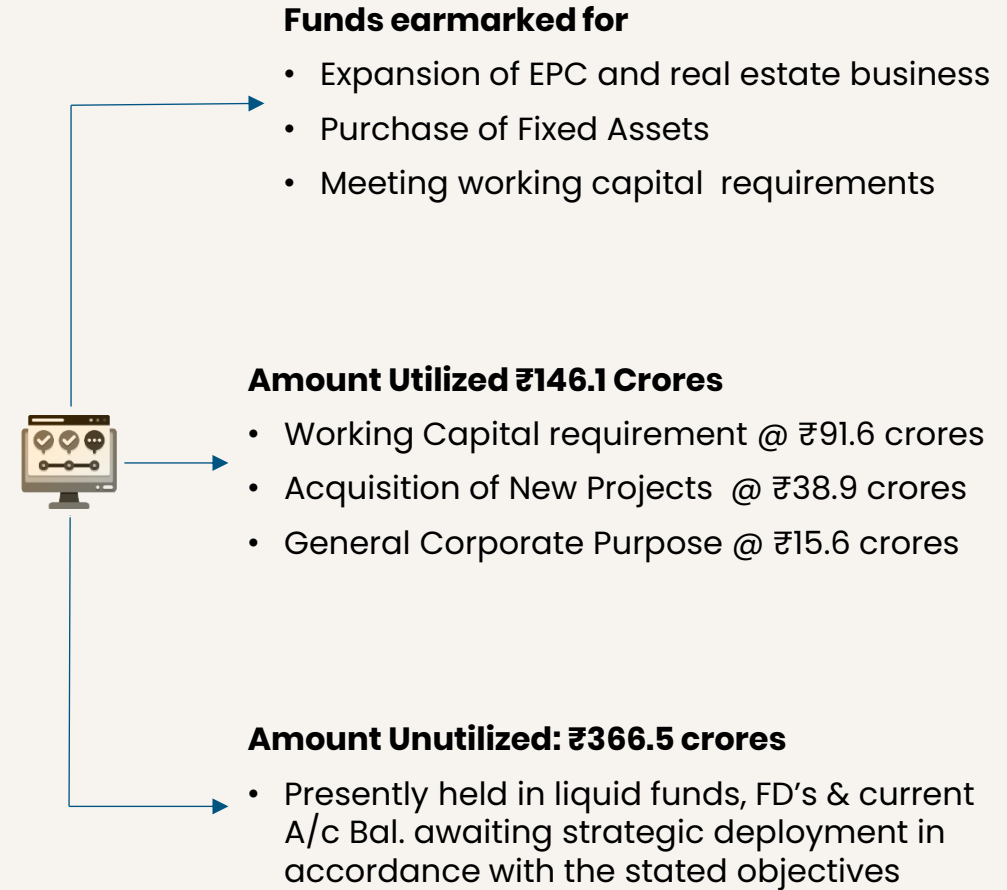 Funds earmarked for
• Expansion of EPC and real estate business
• Purchase of Fixed Assets
• Meeting working capital requirements
Amount Utilized ₹146.1 Crores
• Working Capital requirement @ ₹91.6 crores
• Acquisition of New Projects @ ₹38.9 crores
• General Corporate Purpose @ ₹15.6 crores
Amount Unutilized: ₹366.5 crores
• Presently held in liquid funds, FD’s & current
A/c Bal. awaiting strategic deployment in
accordance with the stated objectives